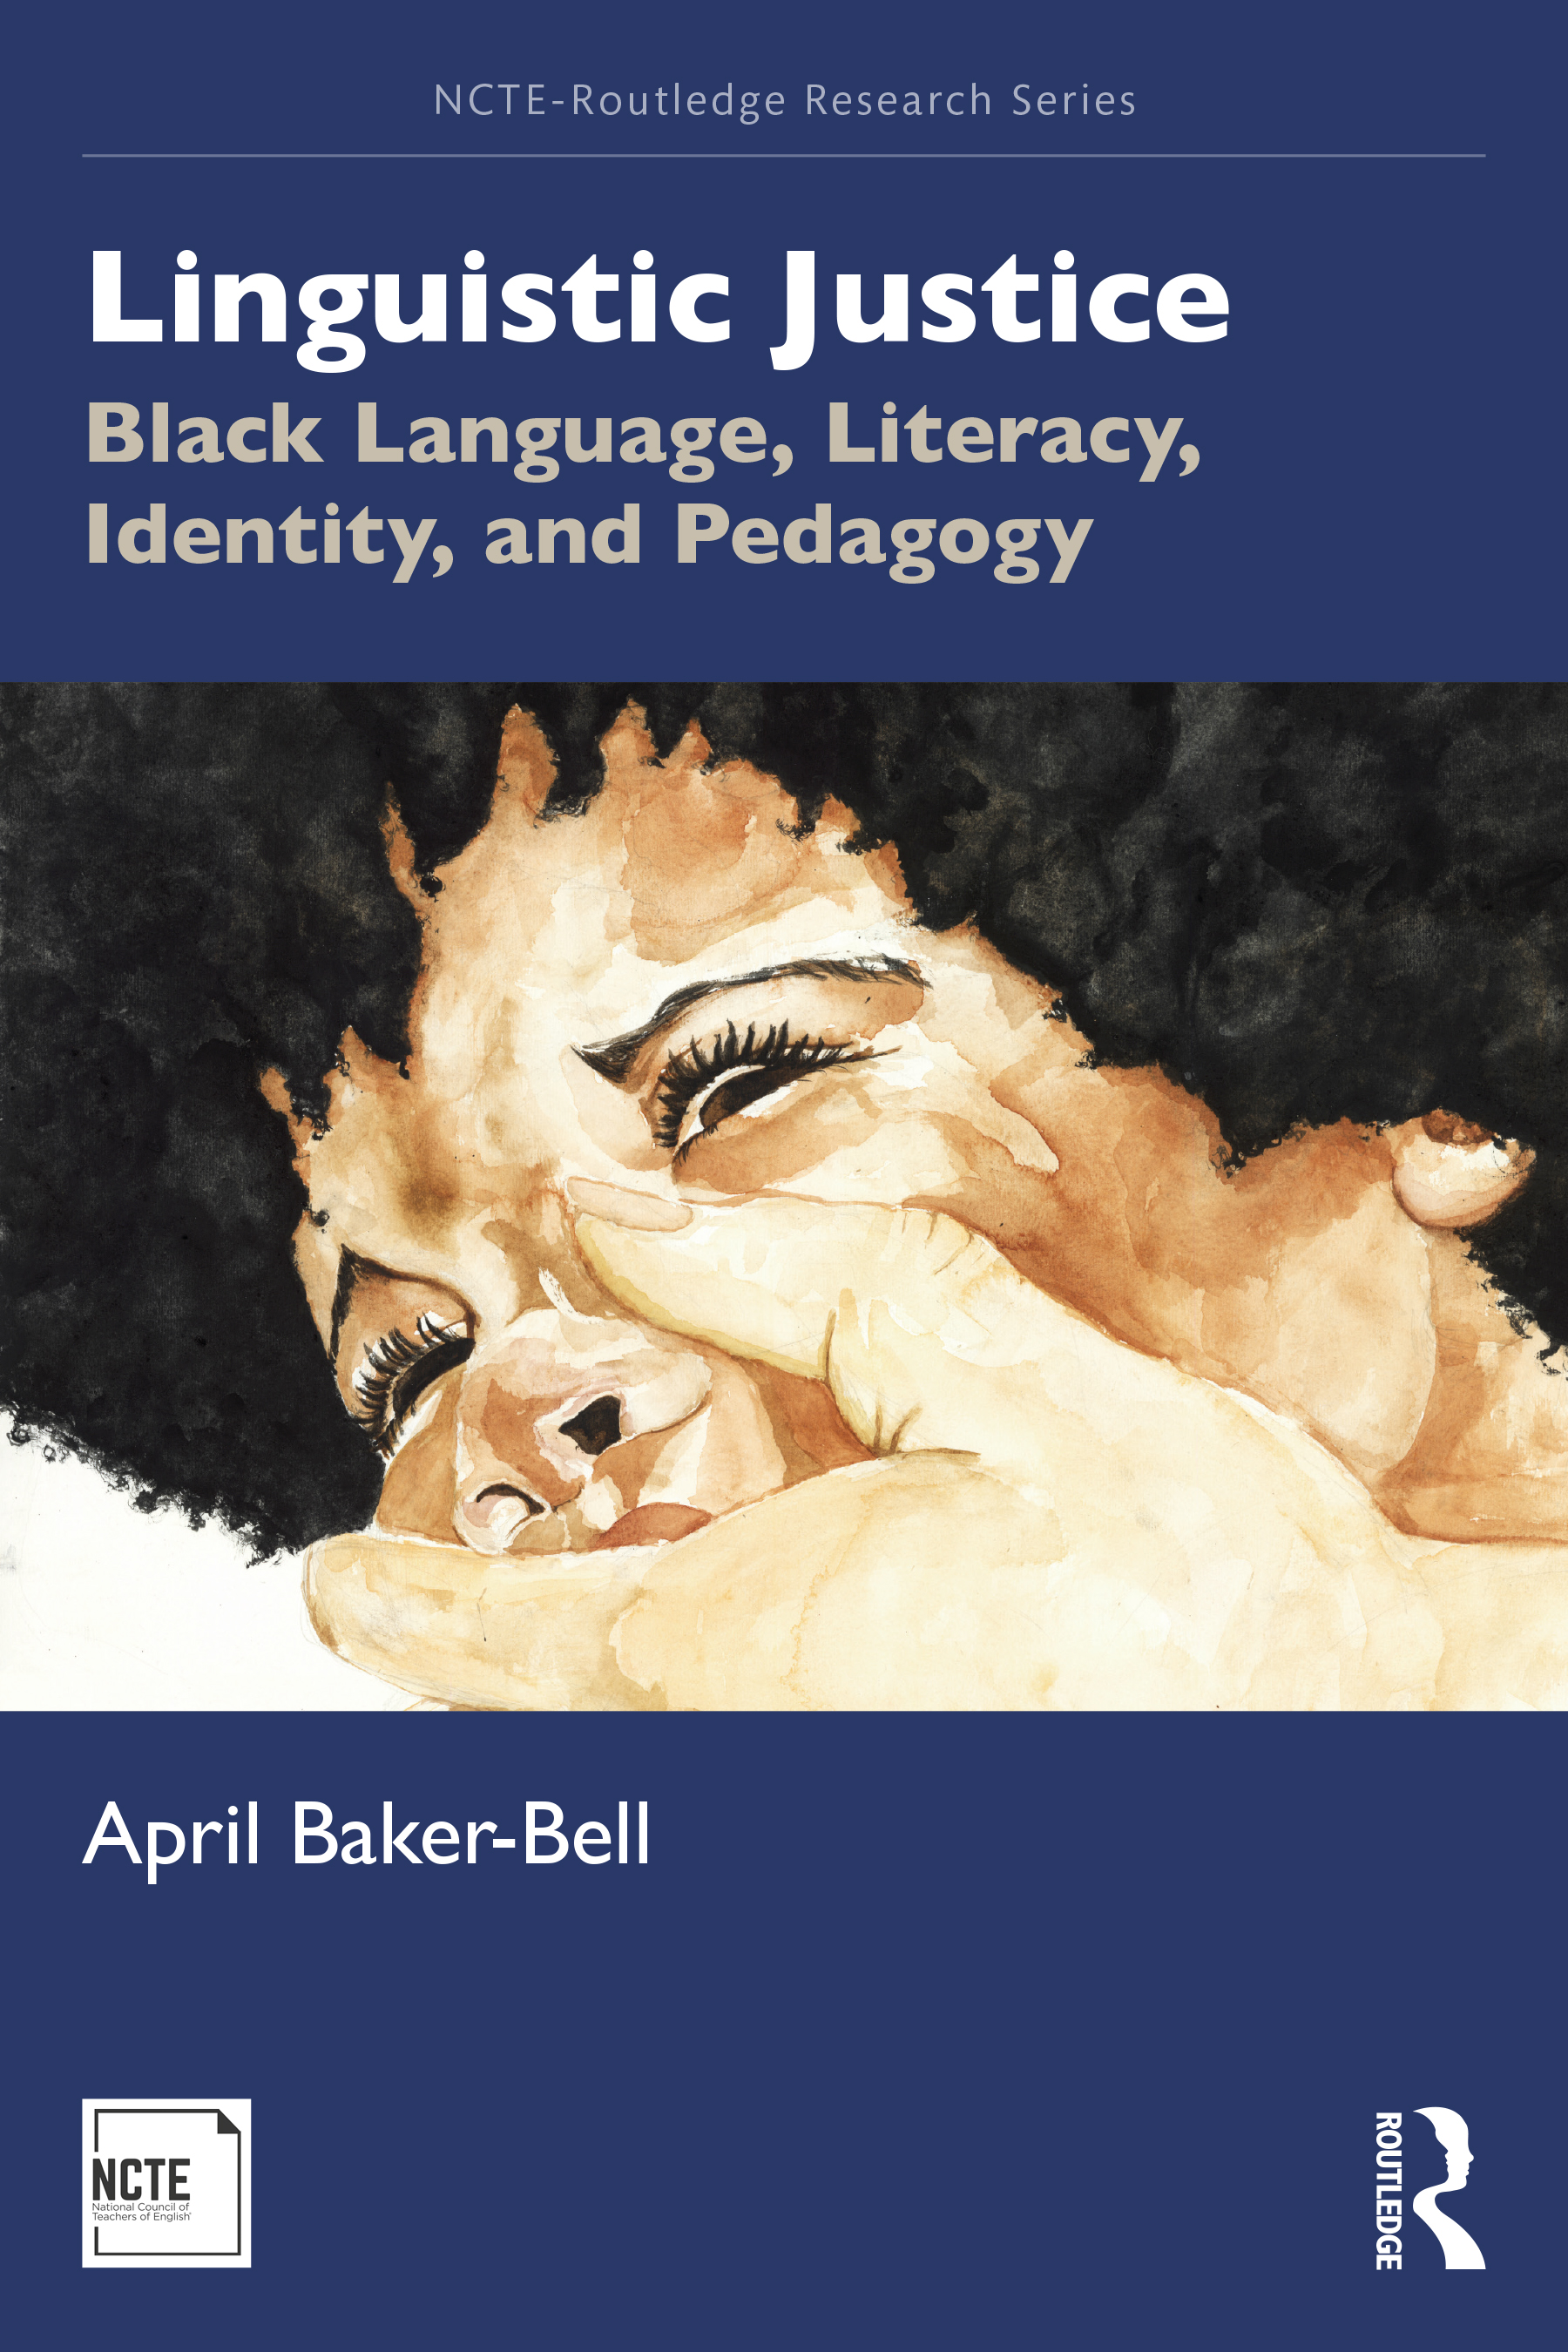 NCTE-Routledge Research Series
Linguistic Justice
Black Language, Literacy,
Identity, and Pedagogy
April Baker-Bell
NCTE
National Council of
Teachers of English
ROUTLEDGE